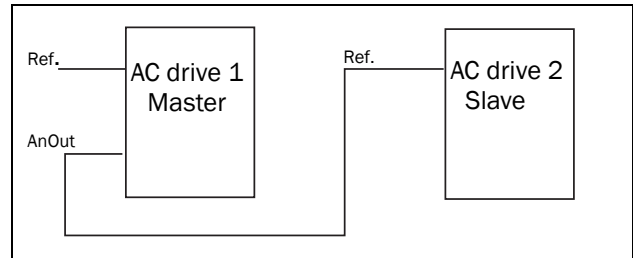 Ref.
AC drive 1
Master
AnOut
Ref.
AC drive 2
Slave